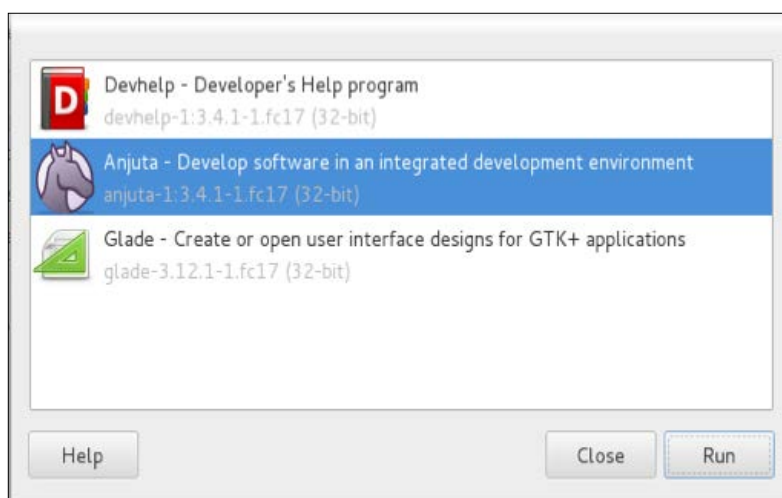 D
Devhelp - Developer's Help program
devhelp-1:3.4.1-1.fc17 (32-bit)
Anjuta - Develop software in an integrated development environment
anjuta-1:3.4.1-1.fc17 (32-bit)
Glade - Create or open user interface designs for GTK+ applications
glade-3.12.1-1.fc17 (32-bit)
Help
Close
Run